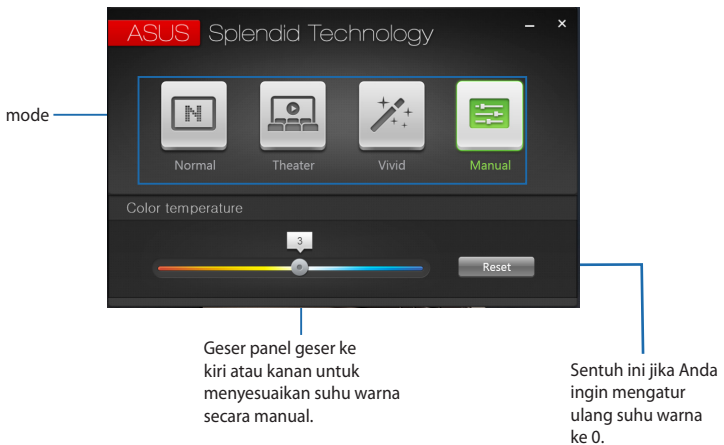 ASUS Splendid Technology
mode
Normal Theater Vivid Manual
Color temperature
3
Reset
Geser panel geser ke
kiri atau kanan untuk
menyesuaikan suhu warna
secara manual.
Sentuh ini jika Anda
ingin mengatur
ulang suhu warna
ke 0.